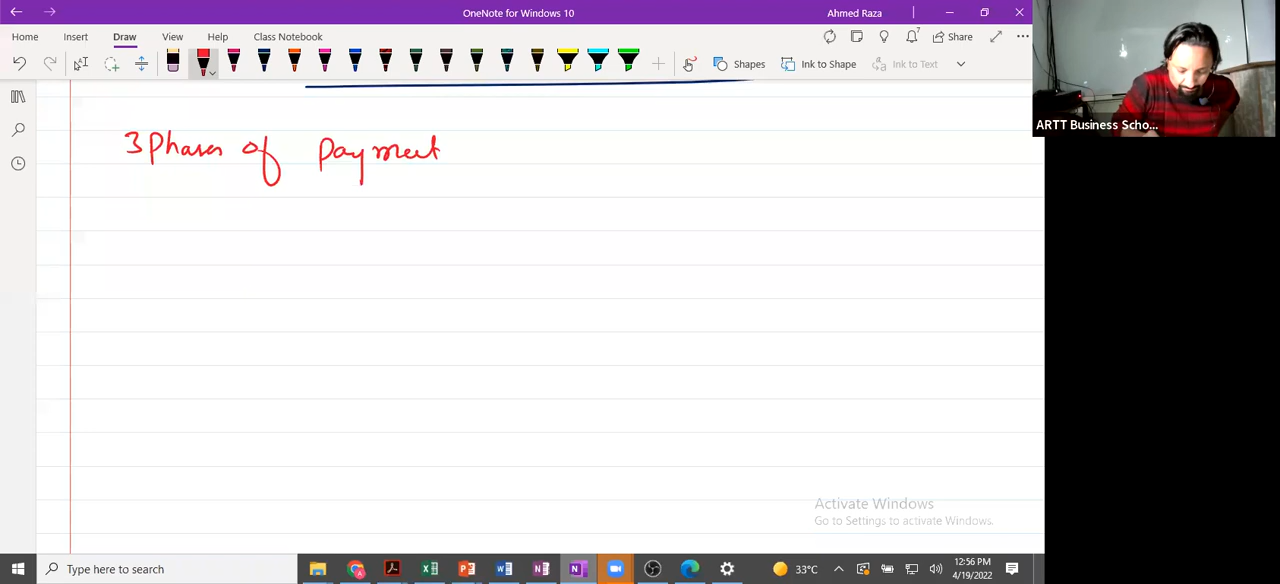 OneNote for Windows 10
Ahmed Raza
Home Insert Draw View Help Class Notebook
Share
Shapes
Ink to Shape
Ink to Text
ARTT Business Scho...
3 Phases of Payment
Activate Windows
Go to Settings to activate Windows.
Type here to search
33°C
12:56 PM
4/19/2022